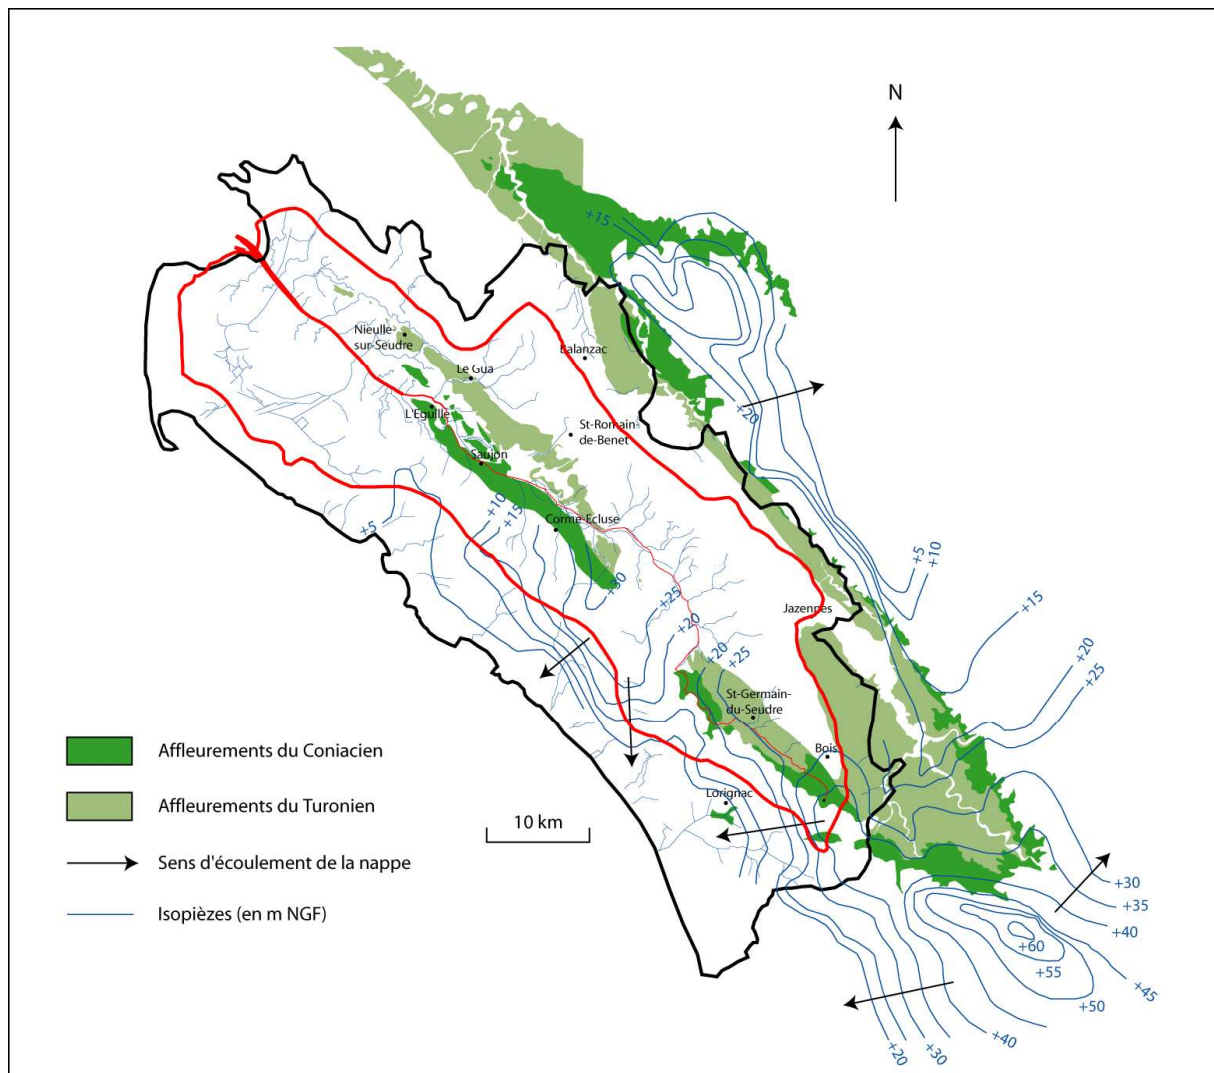 N
+15
Nieulle
sur-Seudre
Balanzac
Le Gua
+20
L'Eguille
St-Romain-
de-Benet
Saujon
+10
+15
+5
Corme-Ecluse
+5
+10
+30
+25
Jazennes
+15
+20
+20
+20
+25
+25
St-Germain-
du-Seudre
Affleurements du Coniacien
Bois
Lorignac
Affleurements du Turonien
10 km
Sens d'écoulement de la nappe
+30
+35
Isopièzes (en m NGF)
+40
+60
+55
+45
+50
+40
+30
+20